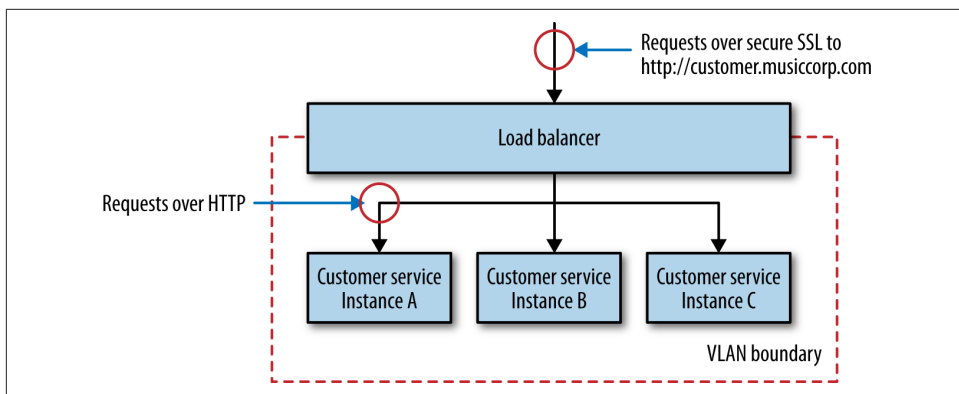 Requests over secure SSL to
http://customer.musiccorp.com
Load balancer
Requests over HTTP
Customer service
Instance A
Customer service
Instance B
Customer service
Instance C
VLAN boundary